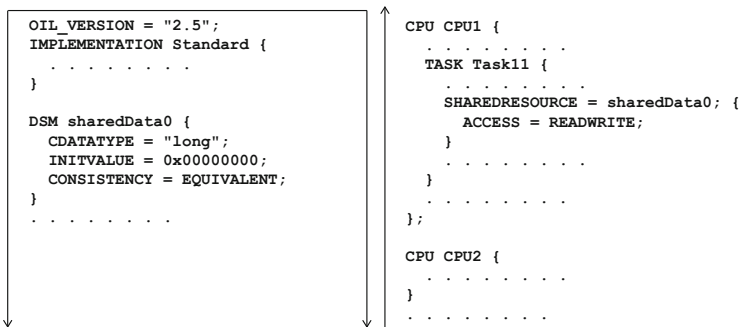 OIL_VERSION = "2.5";
IMPLEMENTATION Standard {
. . . . . . . .
}
DSM sharedData0 {
CDATATYPE = "long";
INITVALUE = 0x00000000;
CONSISTENCY = EQUIVALENT;
}
. . . . . . . .
CPU CPU1 {
. . . . . . . .
TASK Task11 {
. . . . . . . .
SHAREDRESOURCE = sharedData0; {
ACCESS = READWRITE;
}
. . . . . . . .
}
. . . . . . . .
};
CPU CPU2 {
. . . . . . . .
}
. . . . . . . .